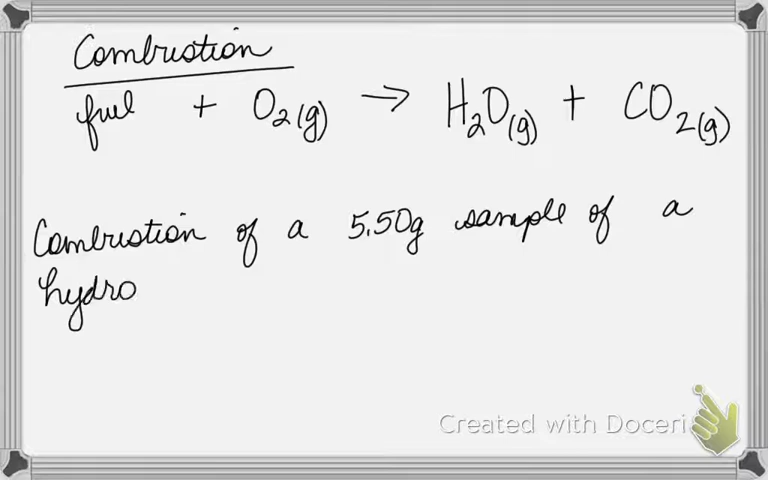 Combustion
fuel + O₂(g) → H₂O(g) + CO₂(g)
Combustion of a 5.50g sample of a
hydro
Created with Doceri